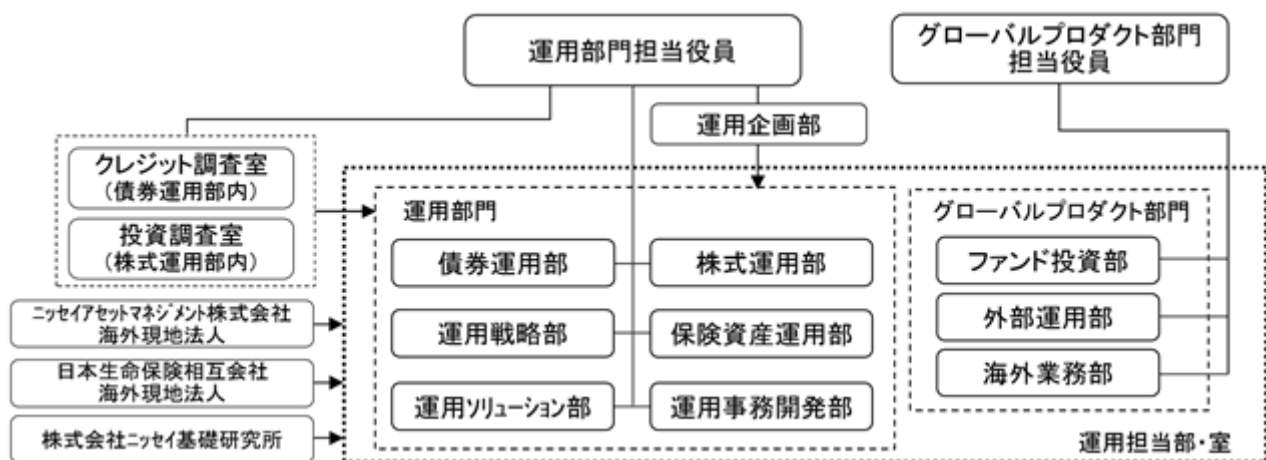 運用部門担当役員
グローバルプロダクト部門
担当役員
運用企画部
クレジット調査室
（債券運用部内）
投資調査室
（株式運用部内）
ニッセイアセットマネジメント株式会社
海外現地法人
日本生命保険相互会社
海外現地法人
株式会社ニッセイ基礎研究所
運用部門
債券運用部
株式運用部
運用戦略部
保険資産運用部
運用ソリューション部
運用事務開発部
グローバルプロダクト部門
ファンド投資部
外部運用部
海外業務部
運用担当部・室